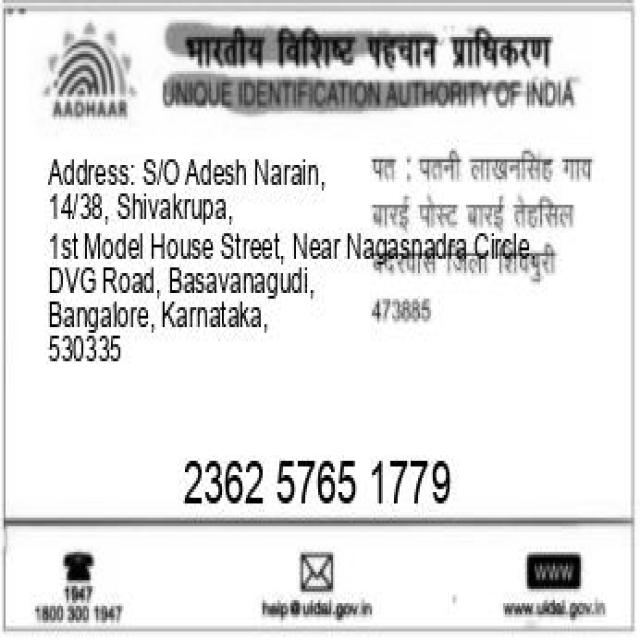 भारतीय विशिष्ट पहचान प्राधिकरण
AADHAAR
UNIQUE IDENTIFICATION AUTHORITY OF INDIA
Address: S/O Adesh Narain,
14/38, Shivakrupa,
1st Model House Street, Near Nagasnadra Circle,
DVG Road, Basavanagudi,
Bangalore, Karnataka,
530335
पत : पतनी लाखनसिंह गाय
बारई पोस्ट बारई तेहसिल
जिला शिवपुरी
473885
2362 5765 1779
1947
1800 300 1947
help@uidai.gov.in
www
www.uidai.gov.in